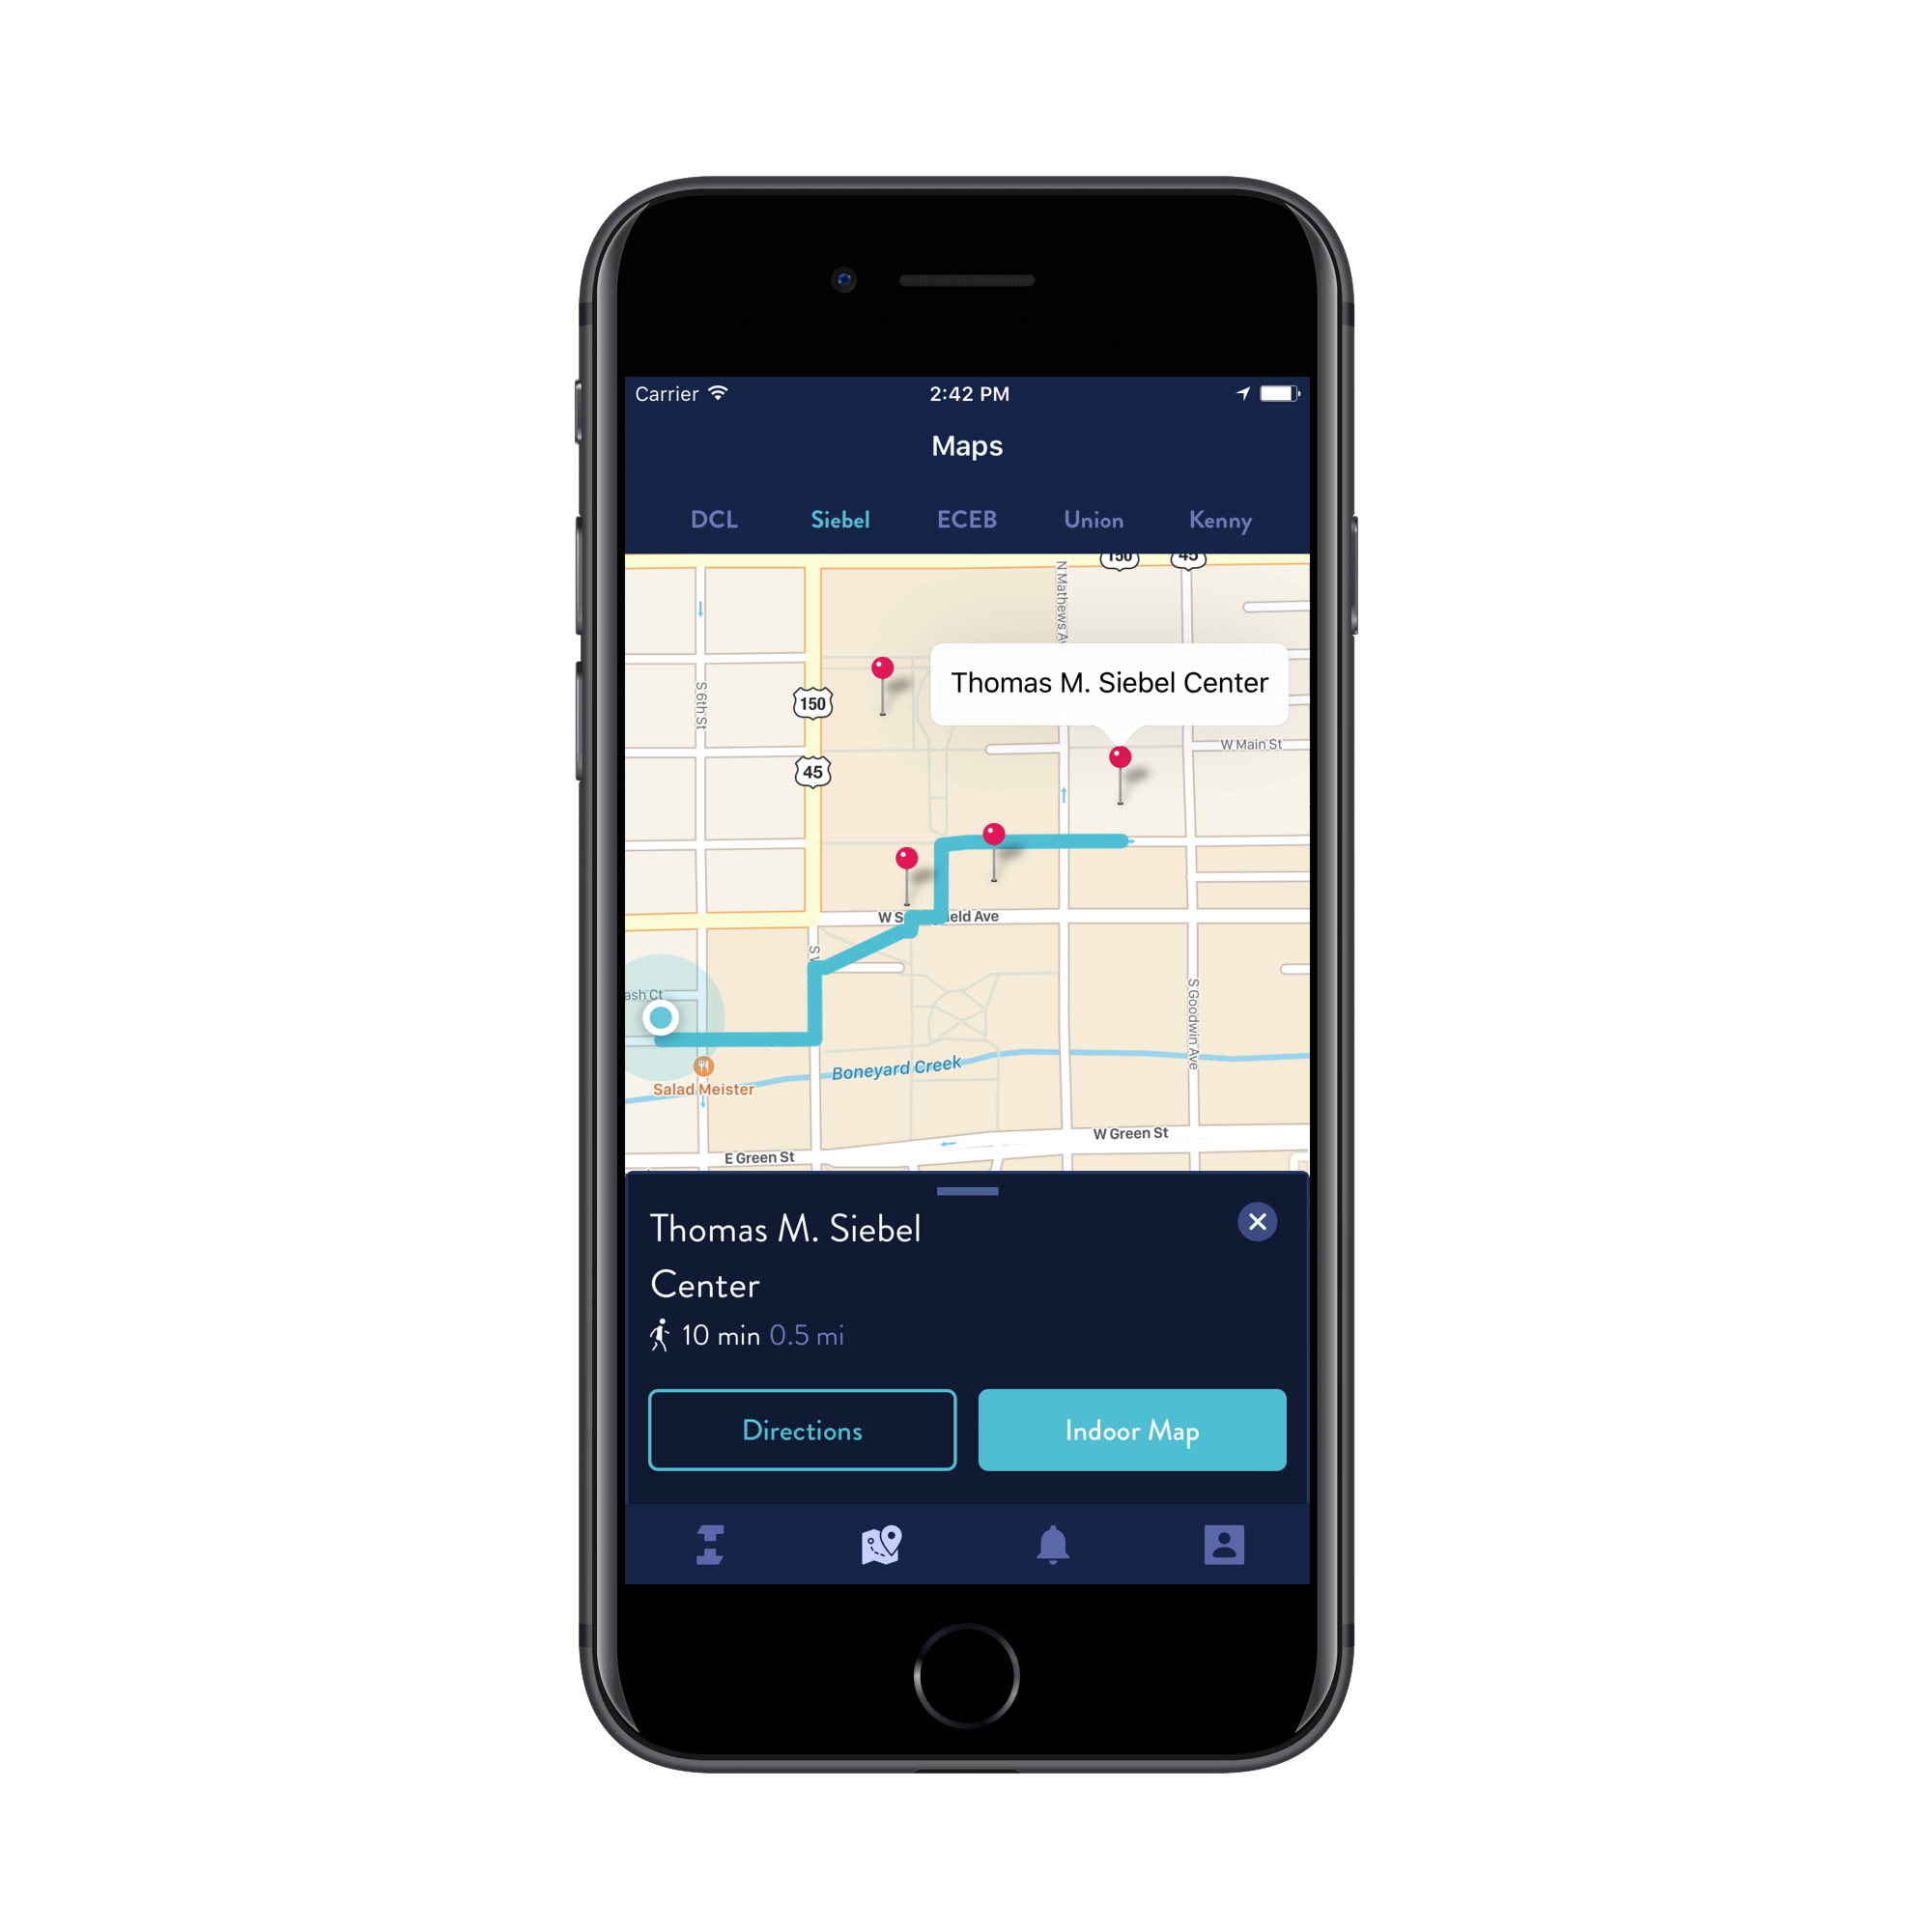 Carrier
2:42 PM
Maps
DCL
Siebel
ECEB
Union
Kenny
150
45
N Mathews A
W Clark St
Thomas M. Siebel Center
S 6th St
150
W Main St
45
W S ield Ave
S
ash Ct
S Goodwin Ave
Boneyard Creek
Salad Meister
W Green St
E Green St
Thomas M. Siebel
Center
10 min 0.5 mi
Directions
Indoor Map